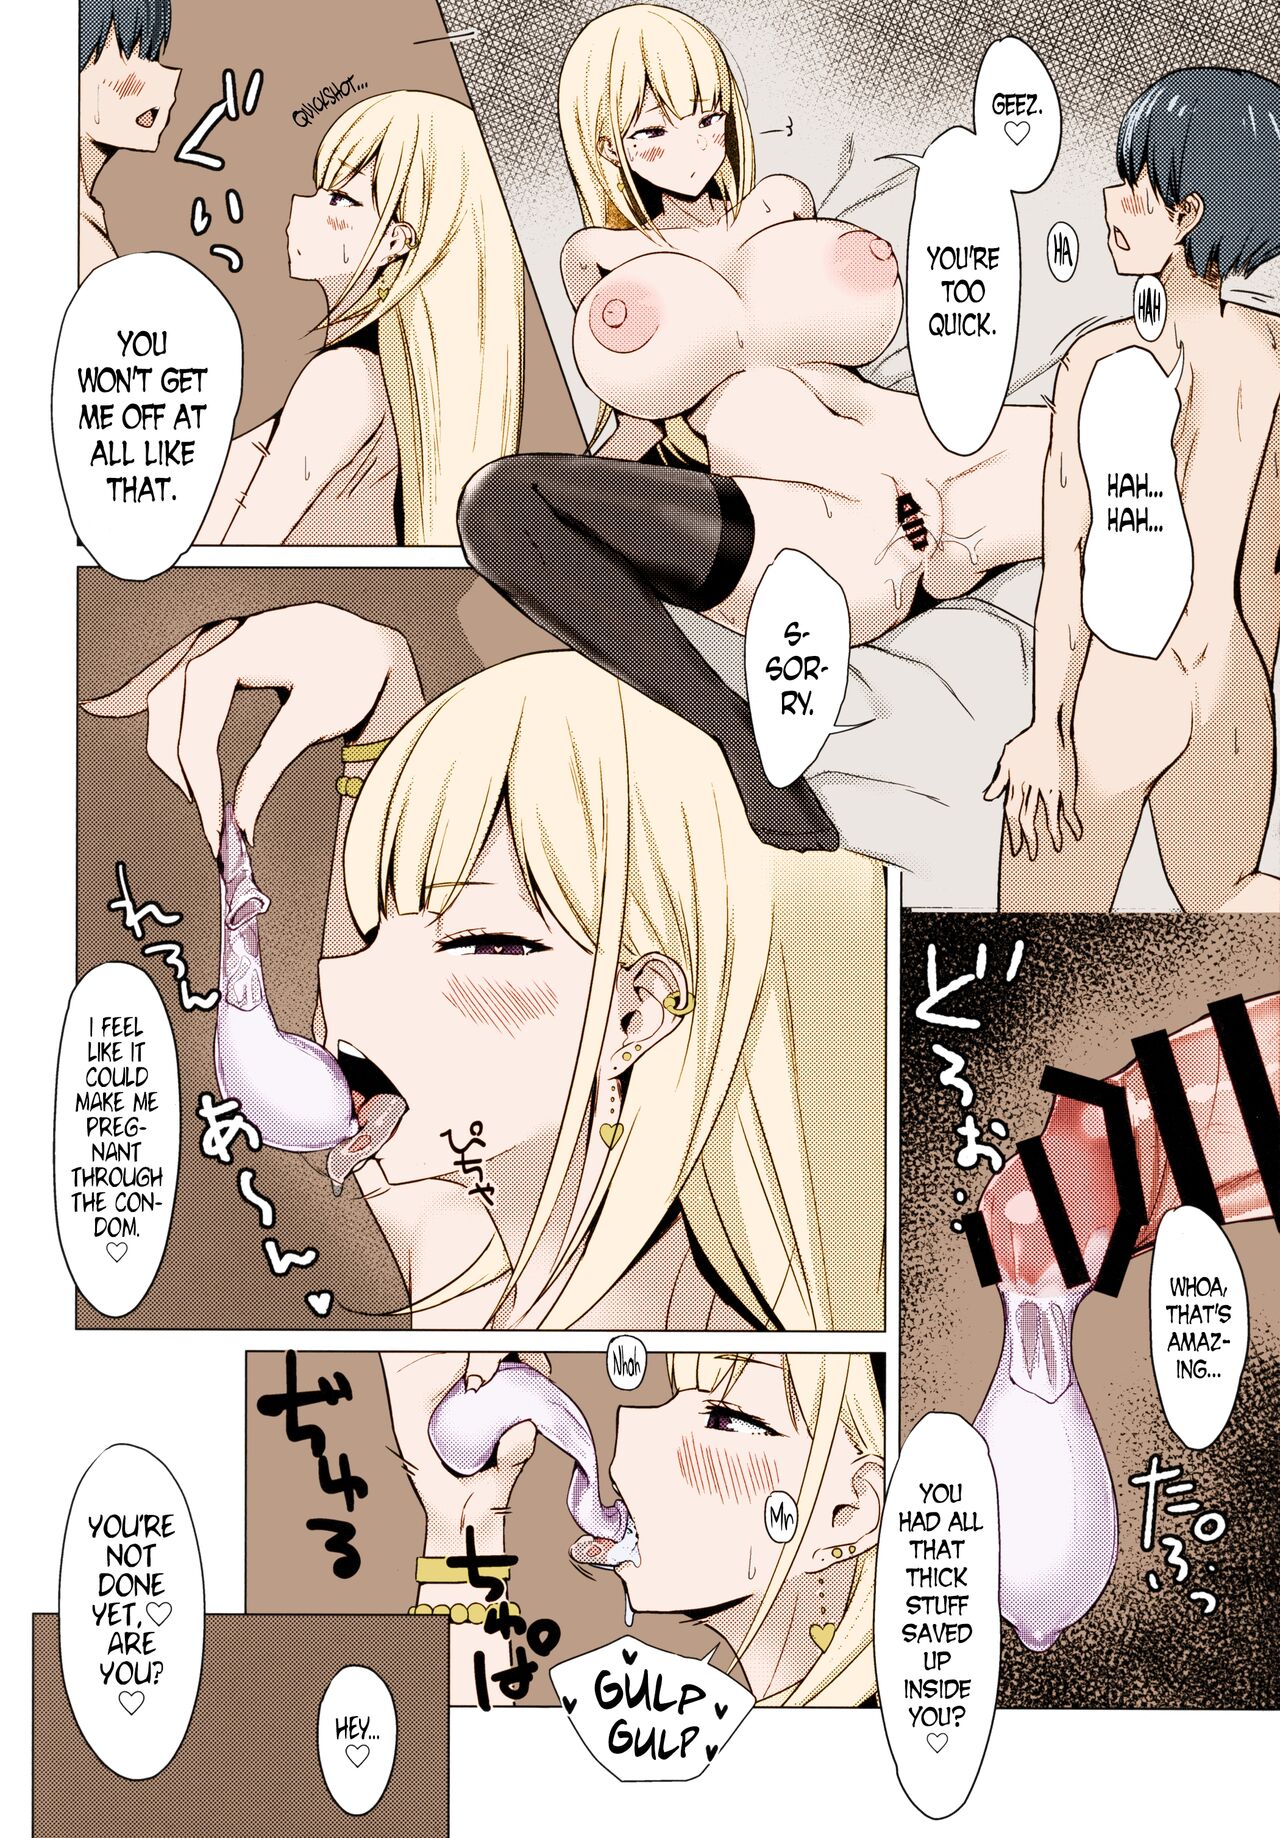 GEEZ.
♡
YOU'RE
TOO
QUICK.
HA
HAH
HAH...
HAH...
S-
SOR-
RY.
QUICKSHOT...
ぐいっ
YOU
WON'T GET
ME OFF AT
ALL LIKE
THAT.
どろぉ…
WHOA,
THAT'S
AMAZ-
ING...
たぷっ
YOU
HAD ALL
THAT
THICK
STUFF
SAVED
UP
INSIDE
YOU?
♡
れろん
あ〜ん♡
ぴちゃ
I FEEL
LIKE IT
COULD
MAKE ME
PREG-
NANT
THROUGH
THE CON-
DOM.
♡
Nhah
Mn
ぢゅるる
ちゅぱ
GULP
GULP
HEY...
♡
YOU'RE
NOT
DONE
YET,♡
ARE
YOU?
♡